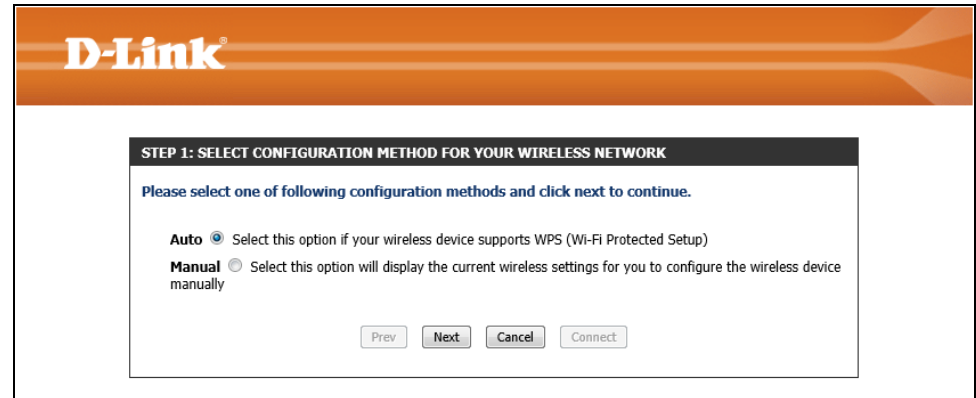 D-Link®
STEP 1: SELECT CONFIGURATION METHOD FOR YOUR WIRELESS NETWORK
Please select one of following configuration methods and click next to continue.
Auto Select this option if your wireless device supports WPS (Wi-Fi Protected Setup)
Manual Select this option will display the current wireless settings for you to configure the wireless device
manually
Prev Next Cancel Connect